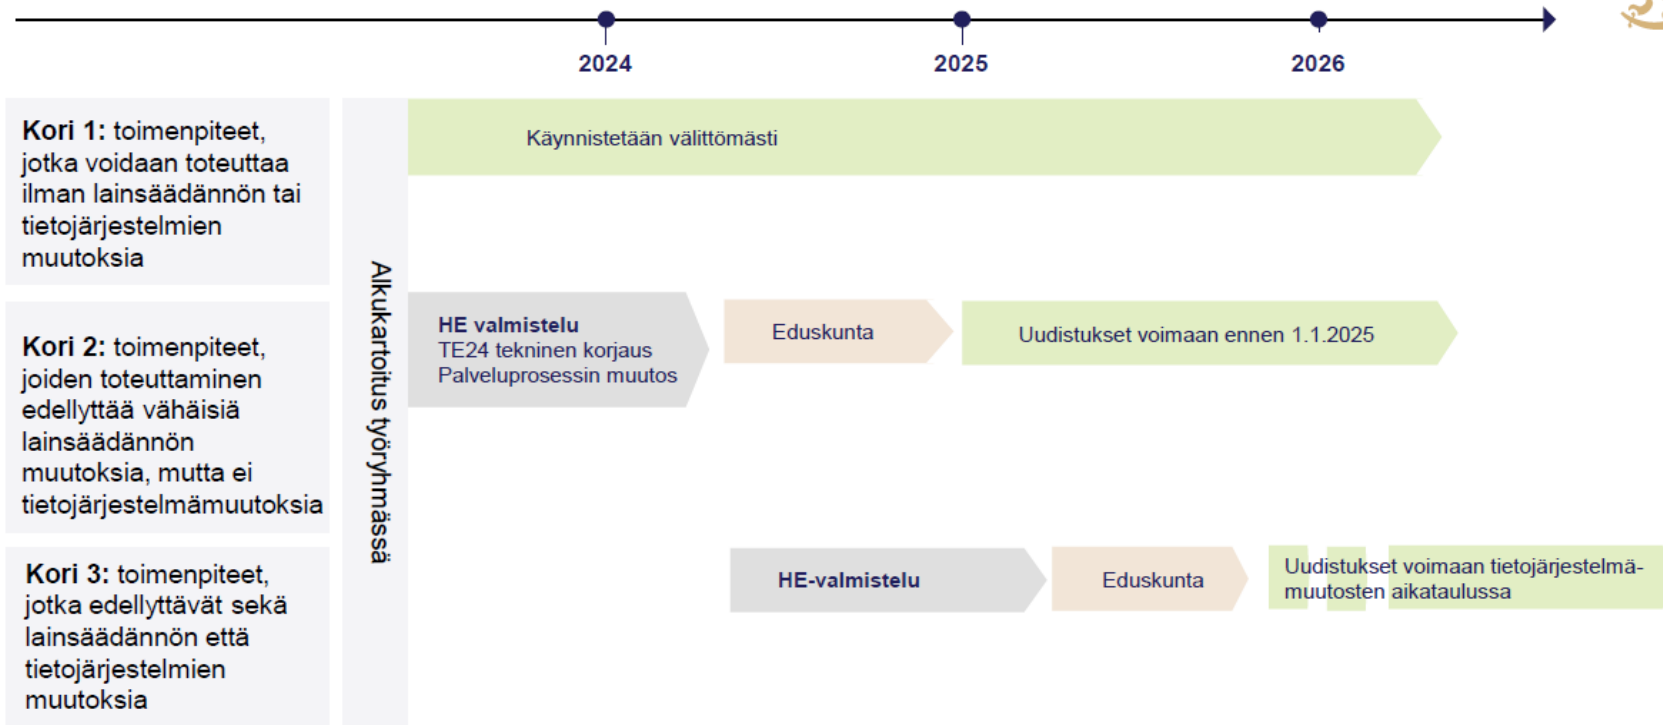 2024
2025
2026
Kori 1: toimenpiteet,
jotka voidaan toteuttaa
ilman lainsäädännön tai
tietojärjestelmien
muutoksia
Käynnistetään välittömästi
Alkukartoitus työryhmässä
Kori 2: toimenpiteet,
joiden toteuttaminen
edellyttää vähäisiä
lainsäädännön
muutoksia, mutta ei
tietojärjestelmämuutoksia
HE valmistelu
TE24 tekninen korjaus
Palveluprosessin muutos
Eduskunta
Uudistukset voimaan ennen 1.1.2025
Kori 3: toimenpiteet,
jotka edellyttävät sekä
lainsäädännön että
tietojärjestelmien
muutoksia
HE-valmistelu
Eduskunta
Uudistukset voimaan tietojärjestelmä-
muutosten aikataulussa